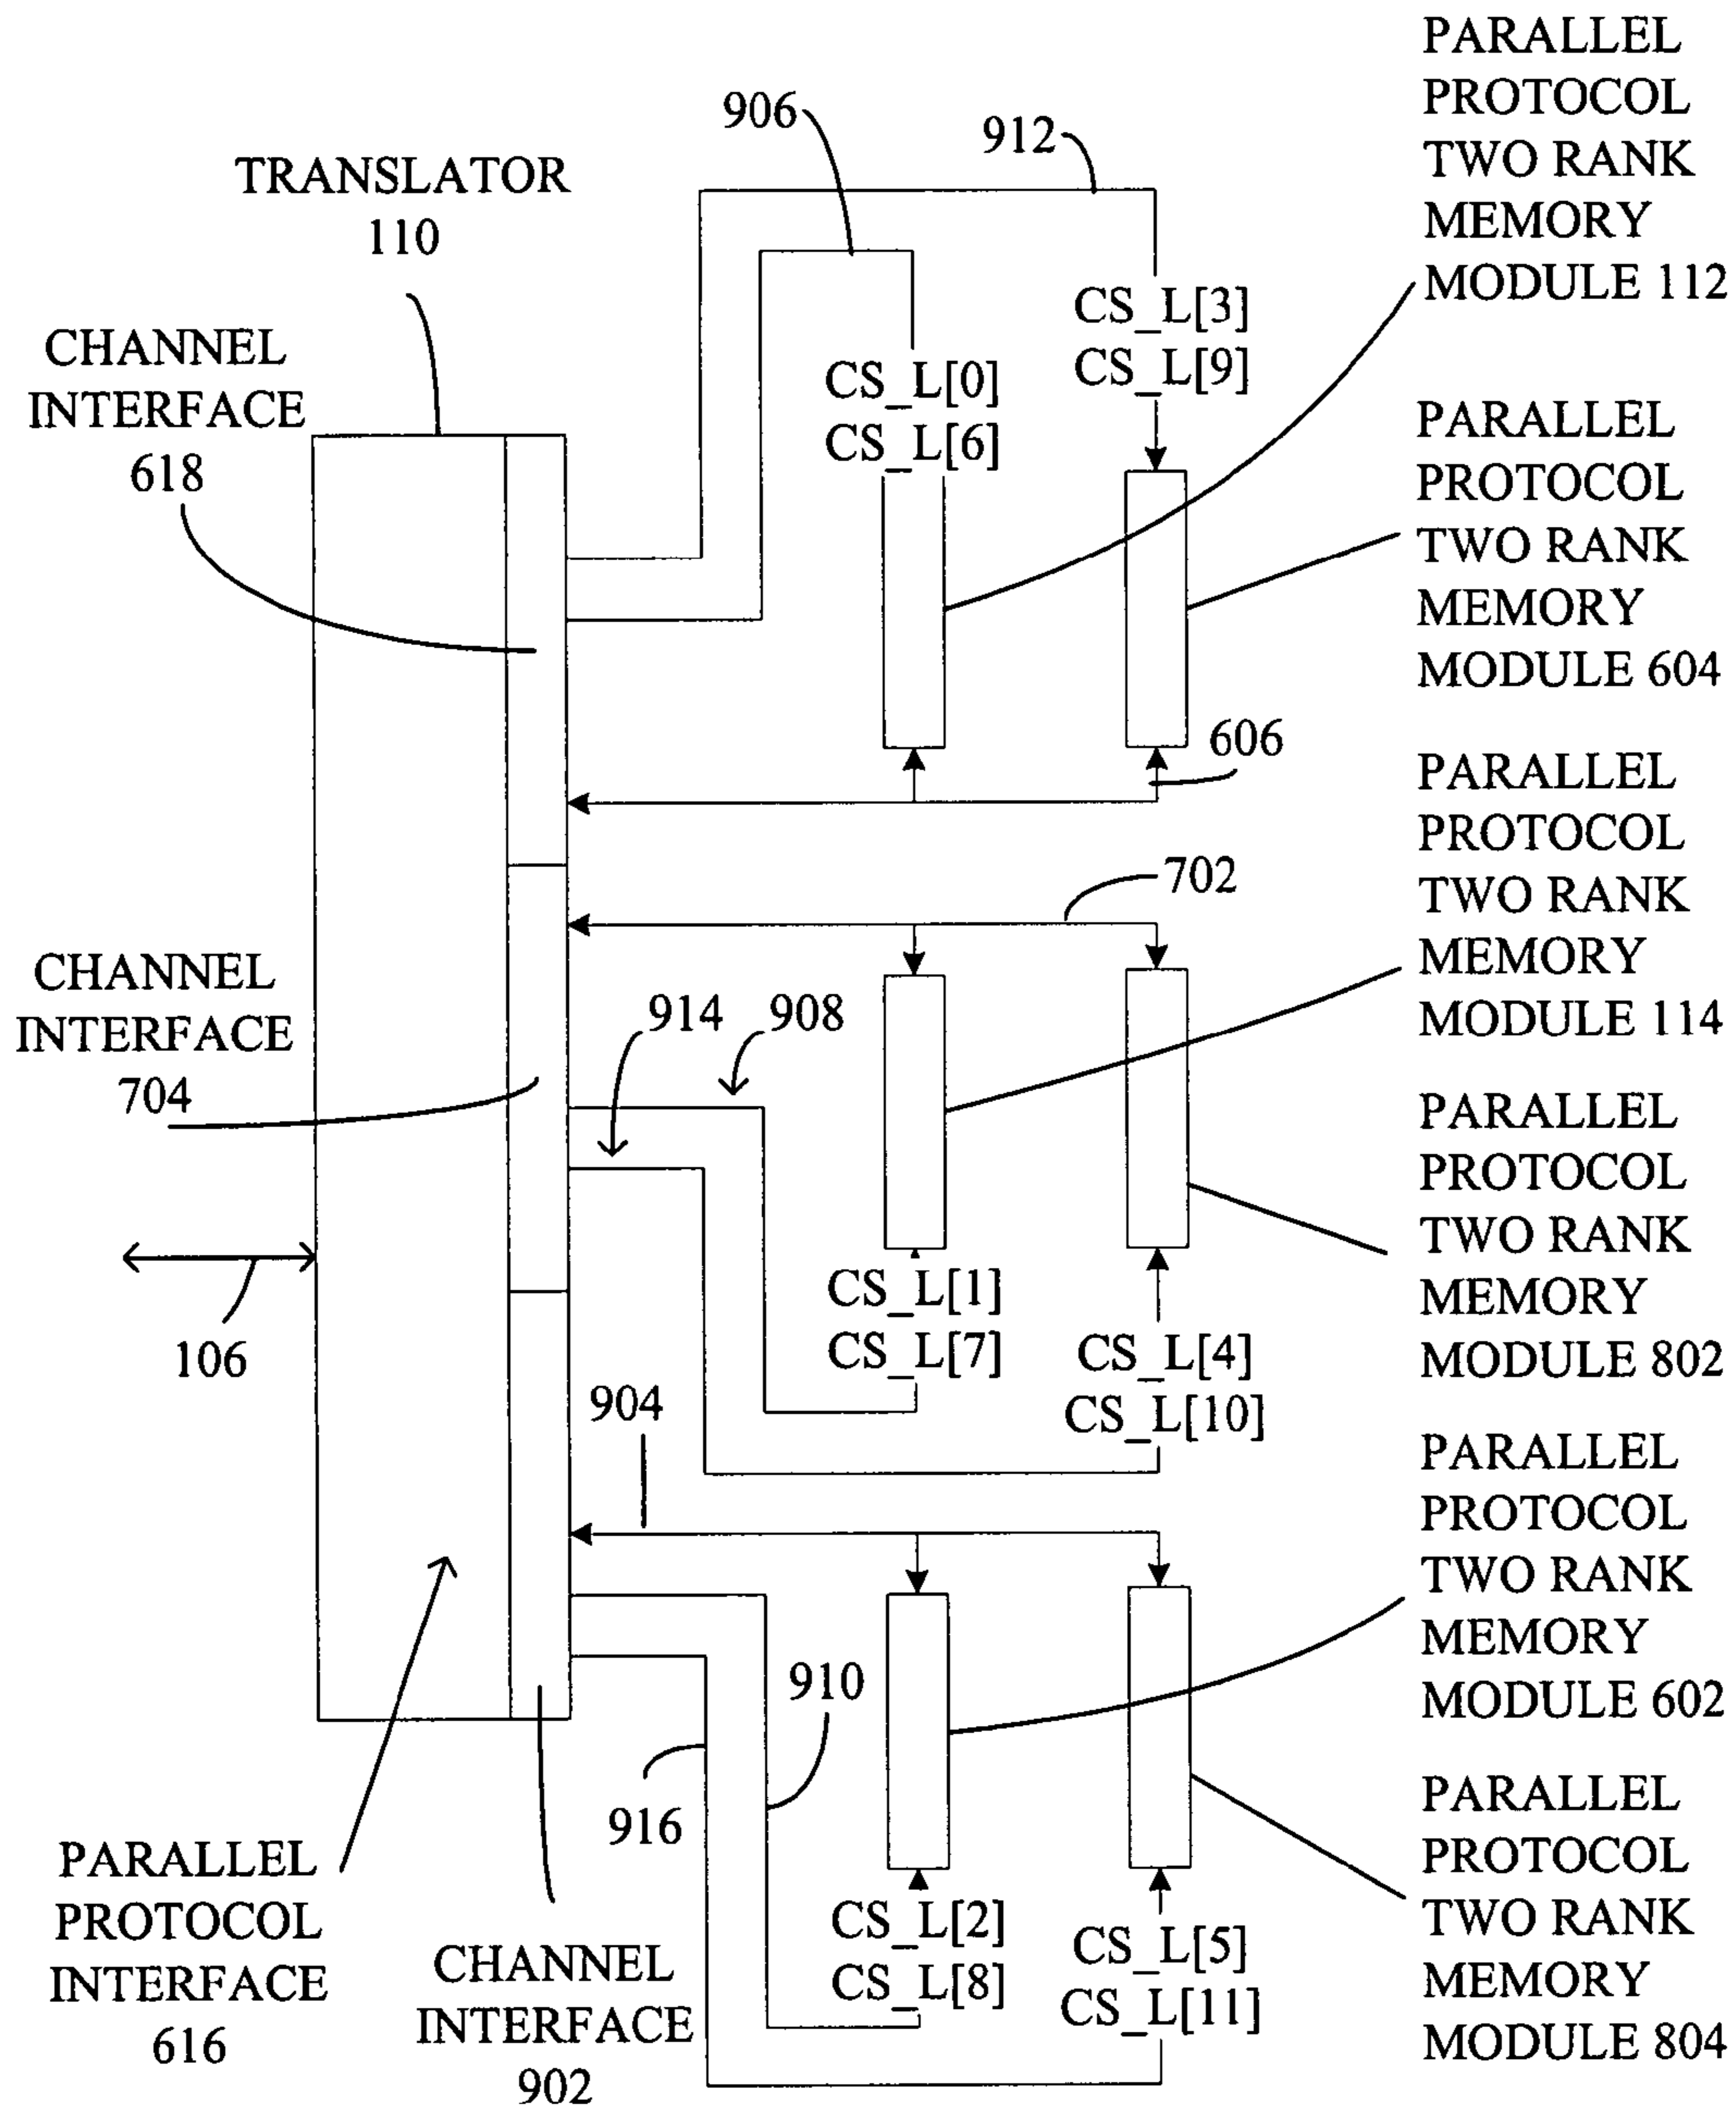 PARALLEL
PROTOCOL
TWO RANK
MEMORY
MODULE 112
906
912
TRANSLATOR
110
CS_L[3]
CS_L[9]
CHANNEL
INTERFACE
618
CS_L[0]
CS_L[6]
PARALLEL
PROTOCOL
TWO RANK
MEMORY
MODULE 604
606
PARALLEL
PROTOCOL
TWO RANK
MEMORY
MODULE 114
702
CHANNEL
INTERFACE
704
914
908
PARALLEL
PROTOCOL
TWO RANK
MEMORY
MODULE 802
CS_L[1]
CS_L[7]
CS_L[4]
CS_L[10]
106
904
PARALLEL
PROTOCOL
TWO RANK
MEMORY
MODULE 602
910
916
PARALLEL
PROTOCOL
TWO RANK
MEMORY
MODULE 804
PARALLEL
PROTOCOL
INTERFACE
616
CHANNEL
INTERFACE
902
CS_L[2]
CS_L[8]
CS_L[5]
CS_L[11]